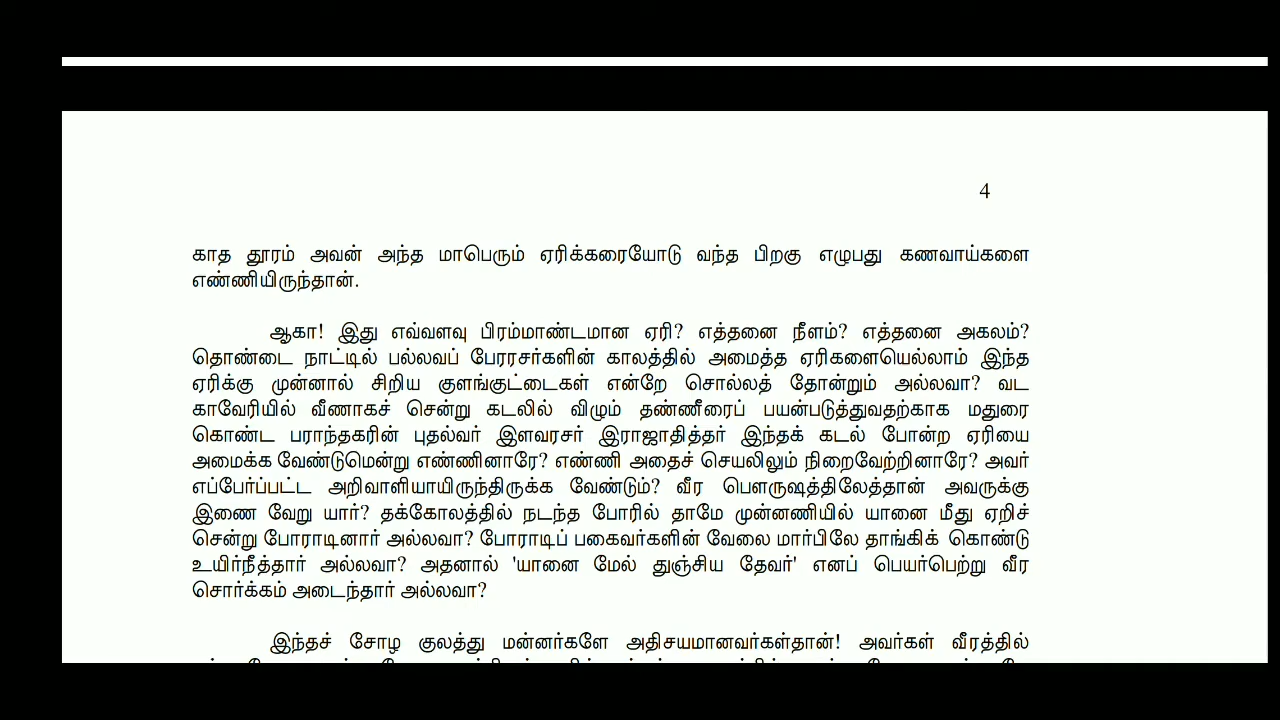 4
காத தூரம் அவன் அந்த மாபெரும் ஏரிக்கரையோடு வந்த பிறகு எழுபது கணவாய்களை
எண்ணியிருந்தான்.
ஆகா! இது எவ்வளவு பிரம்மாண்டமான ஏரி? எத்தனை நீளம்? எத்தனை அகலம்?
தொண்டை நாட்டில் பல்லவப் பேரரசர்களின் காலத்தில் அமைத்த ஏரிகளையெல்லாம் இந்த
ஏரிக்கு முன்னால் சிறிய குளங்குட்டைகள் என்றே சொல்லத் தோன்றும் அல்லவா? வட
காவேரியில் வீணாகச் சென்று கடலில் விழும் தண்ணீரைப் பயன்படுத்துவதற்காக மதுரை
கொண்ட பராந்தகரின் புதல்வர் இளவரசர் இராஜாதித்தர் இந்தக் கடல் போன்ற ஏரியை
அமைக்க வேண்டுமென்று எண்ணினாரே? எண்ணி அதைச் செயலிலும் நிறைவேற்றினாரே? அவர்
எப்பேர்ப்பட்ட அறிவாளியாயிருந்திருக்க வேண்டும்? வீர பௌருஷத்திலேத்தான் அவருக்கு
இணை வேறு யார்? தக்கோலத்தில் நடந்த போரில் தாமே முன்னணியில் யானை மீது ஏறிச்
சென்று போராடினார் அல்லவா? போராடிப் பகைவர்களின் வேலை மார்பிலே தாங்கிக் கொண்டு
உயிர்நீத்தார் அல்லவா? அதனால் 'யானை மேல் துஞ்சிய தேவர்' எனப் பெயர்பெற்று வீர
சொர்க்கம் அடைந்தார் அல்லவா?
இந்தச் சோழ குலத்து மன்னர்களே அதிசயமானவர்கள்தான்! அவர்கள் வீரத்தில்